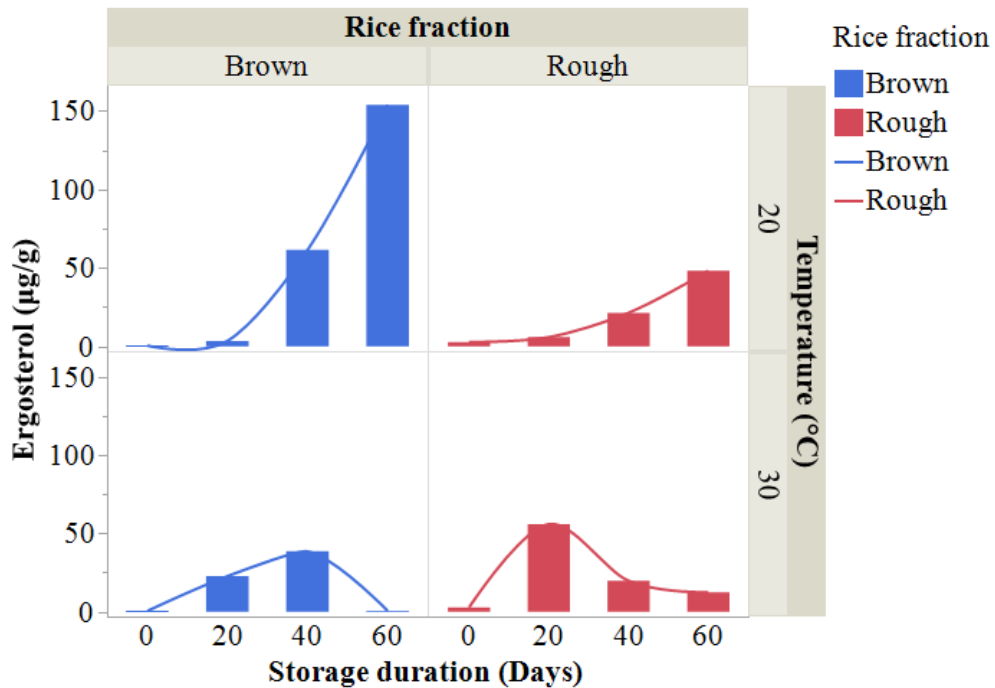 Rice fraction
Brown Rough
150
100
50
0
150
100
50
0
Ergosterol (µg/g)
0 20 40 60 0 20 40 60
Storage duration (Days)
20
30
Temperature (°C)
Rice fraction
Brown
Rough
Brown
Rough